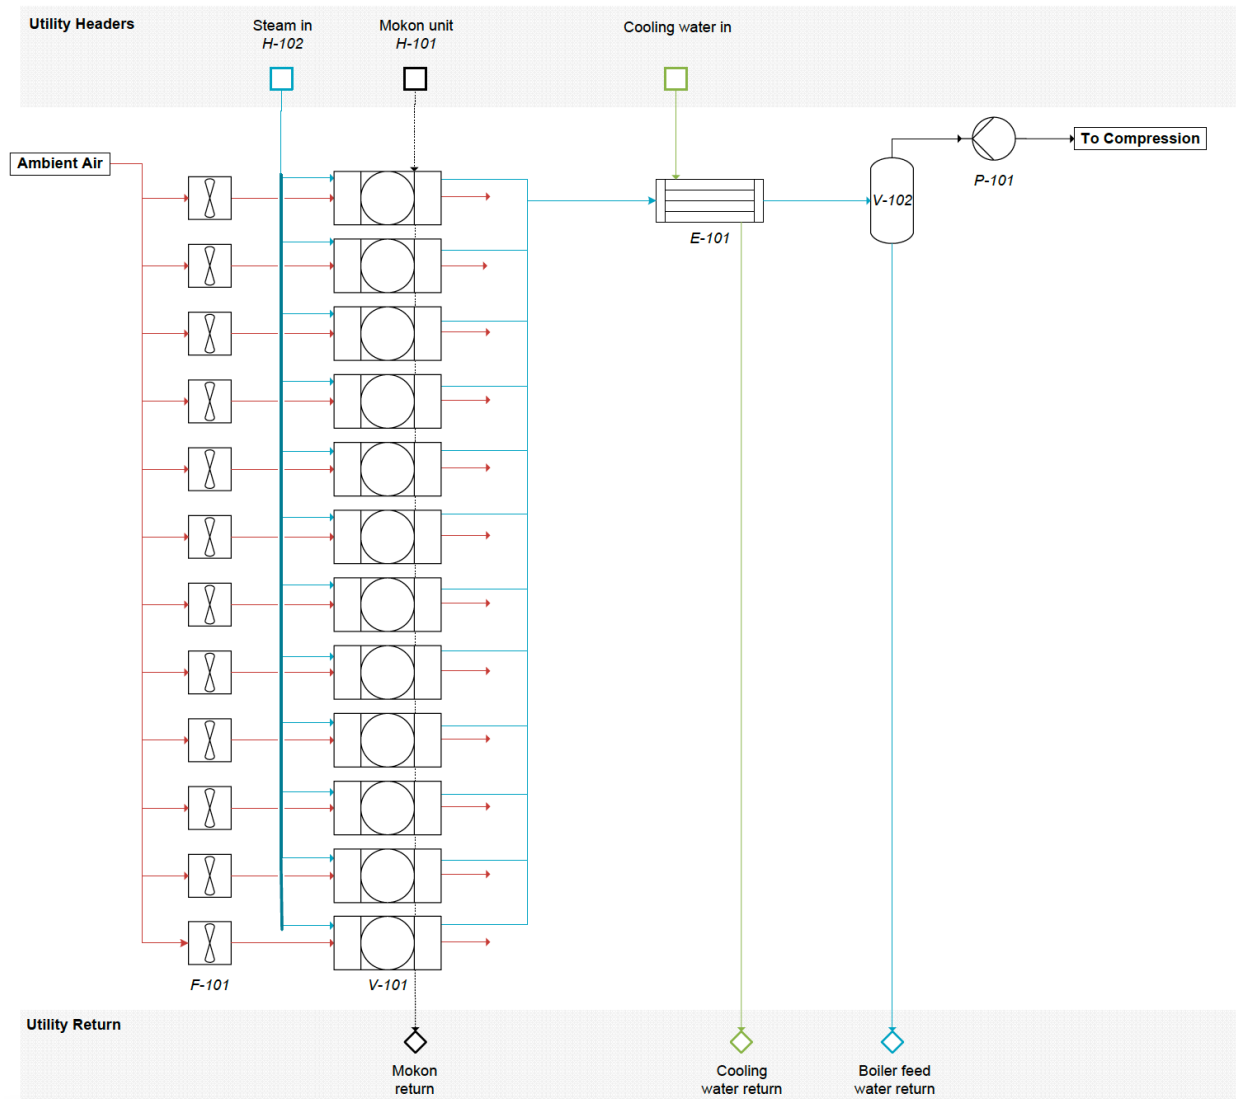 Utility Headers
Steam in
H-102
Mokon unit
H-101
Cooling water in
Ambient Air
To Compression
P-101
V-102
E-101
F-101
V-101
Utility Return
Mokon
return
Cooling
water return
Boiler feed
water return